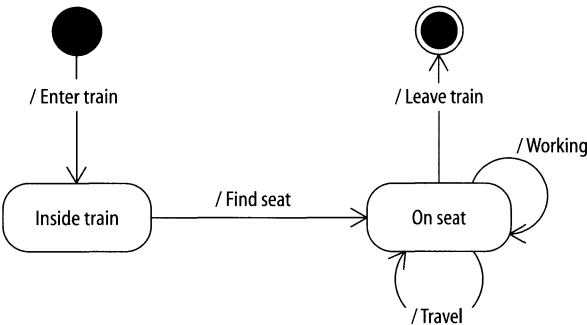 / Enter train
/ Leave train
/ Working
/ Find seat
Inside train
On seat
/ Travel